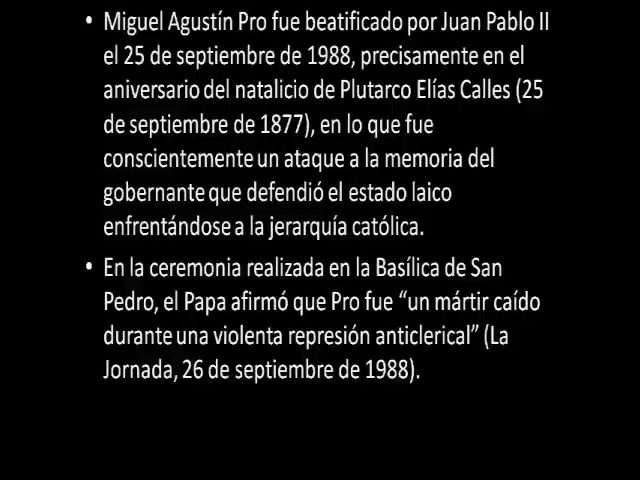 • Miguel Agustín Pro fue beatificado por Juan Pablo II
el 25 de septiembre de 1988, precisamente en el
aniversario del natalicio de Plutarco Elías Calles (25
de septiembre de 1877), en lo que fue
conscientemente un ataque a la memoria del
gobernante que defendió el estado laico
enfrentándose a la jerarquía católica.
• En la ceremonia realizada en la Basílica de San
Pedro, el Papa afirmó que Pro fue “un mártir caído
durante una violenta represión anticlerical” (La
Jornada, 26 de septiembre de 1988).